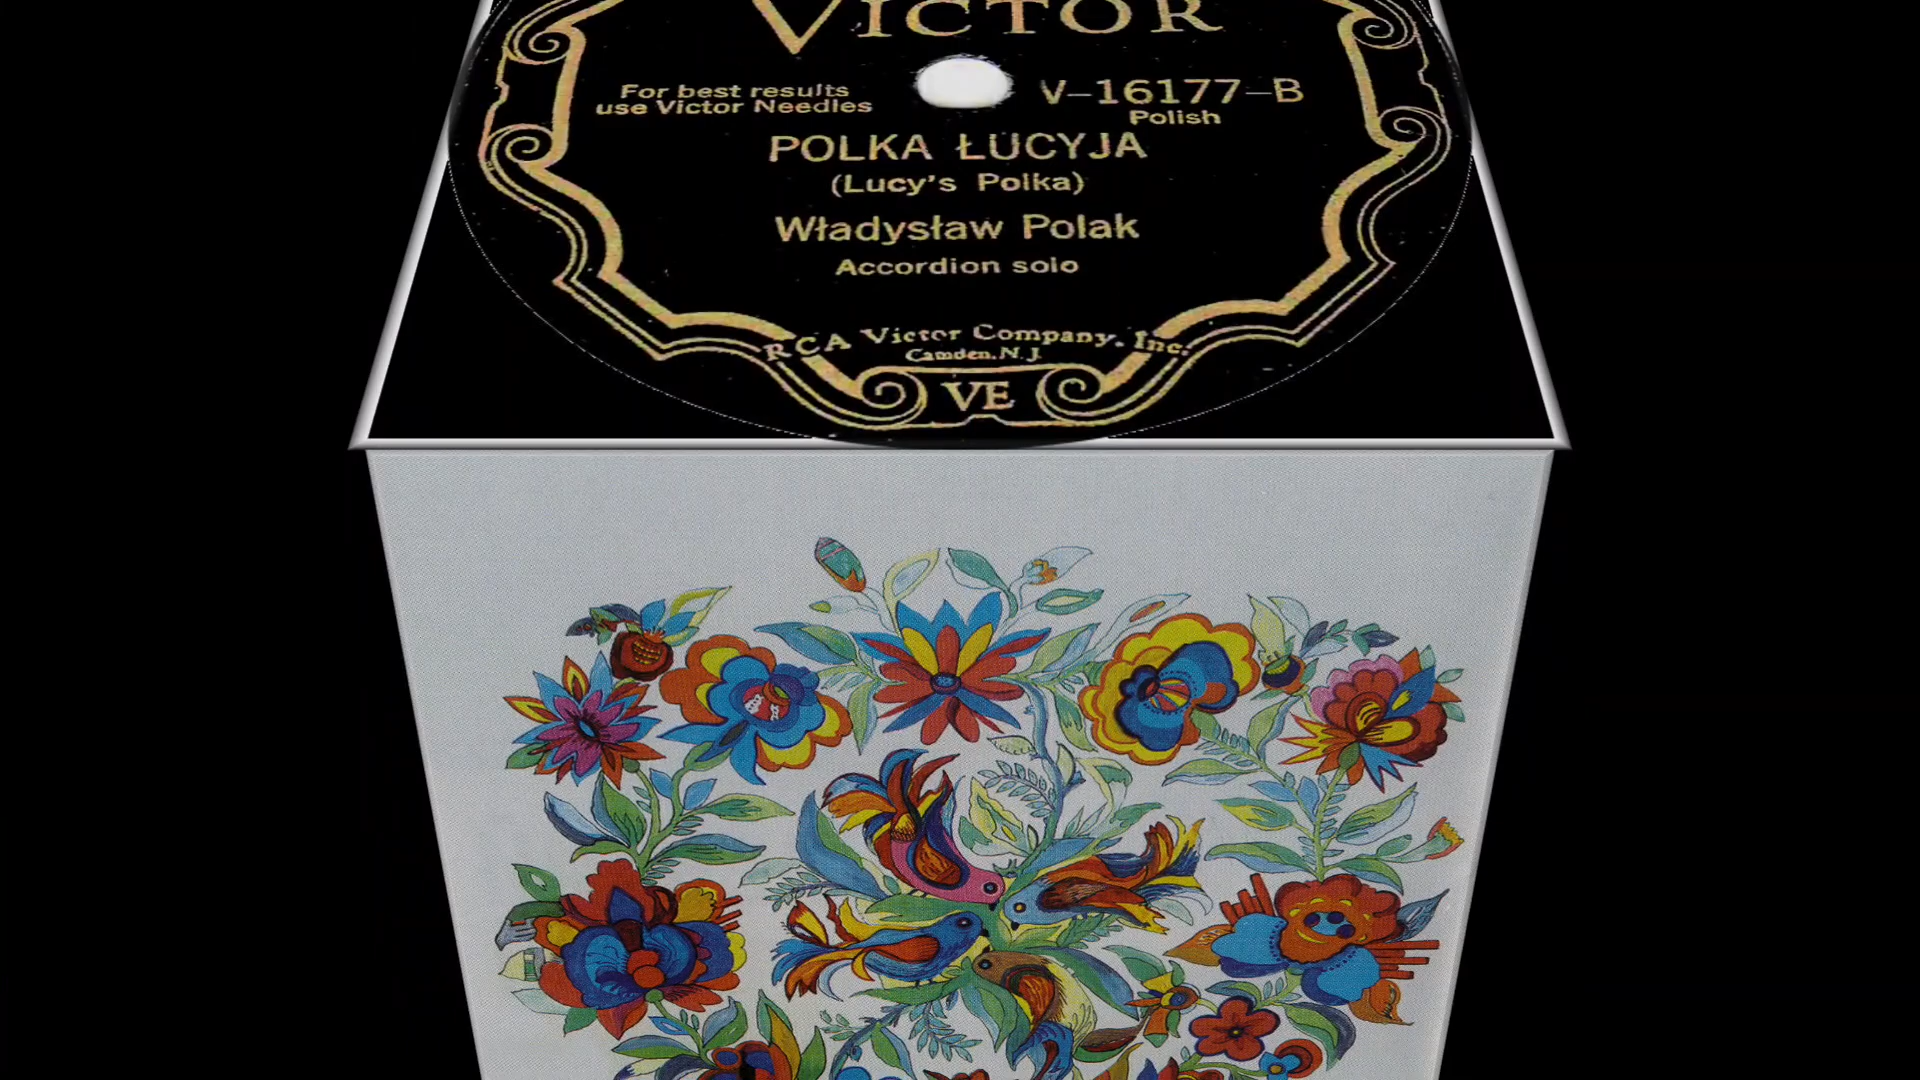 VICTOR
For best results
use Victor Needles
V-16177-B
Polish
POLKA ŁUCYJA
(Lucy's Polka)
Władysław Polak
Accordion solo
RCA Victor Company, Inc.
Camden, N. J.
VE